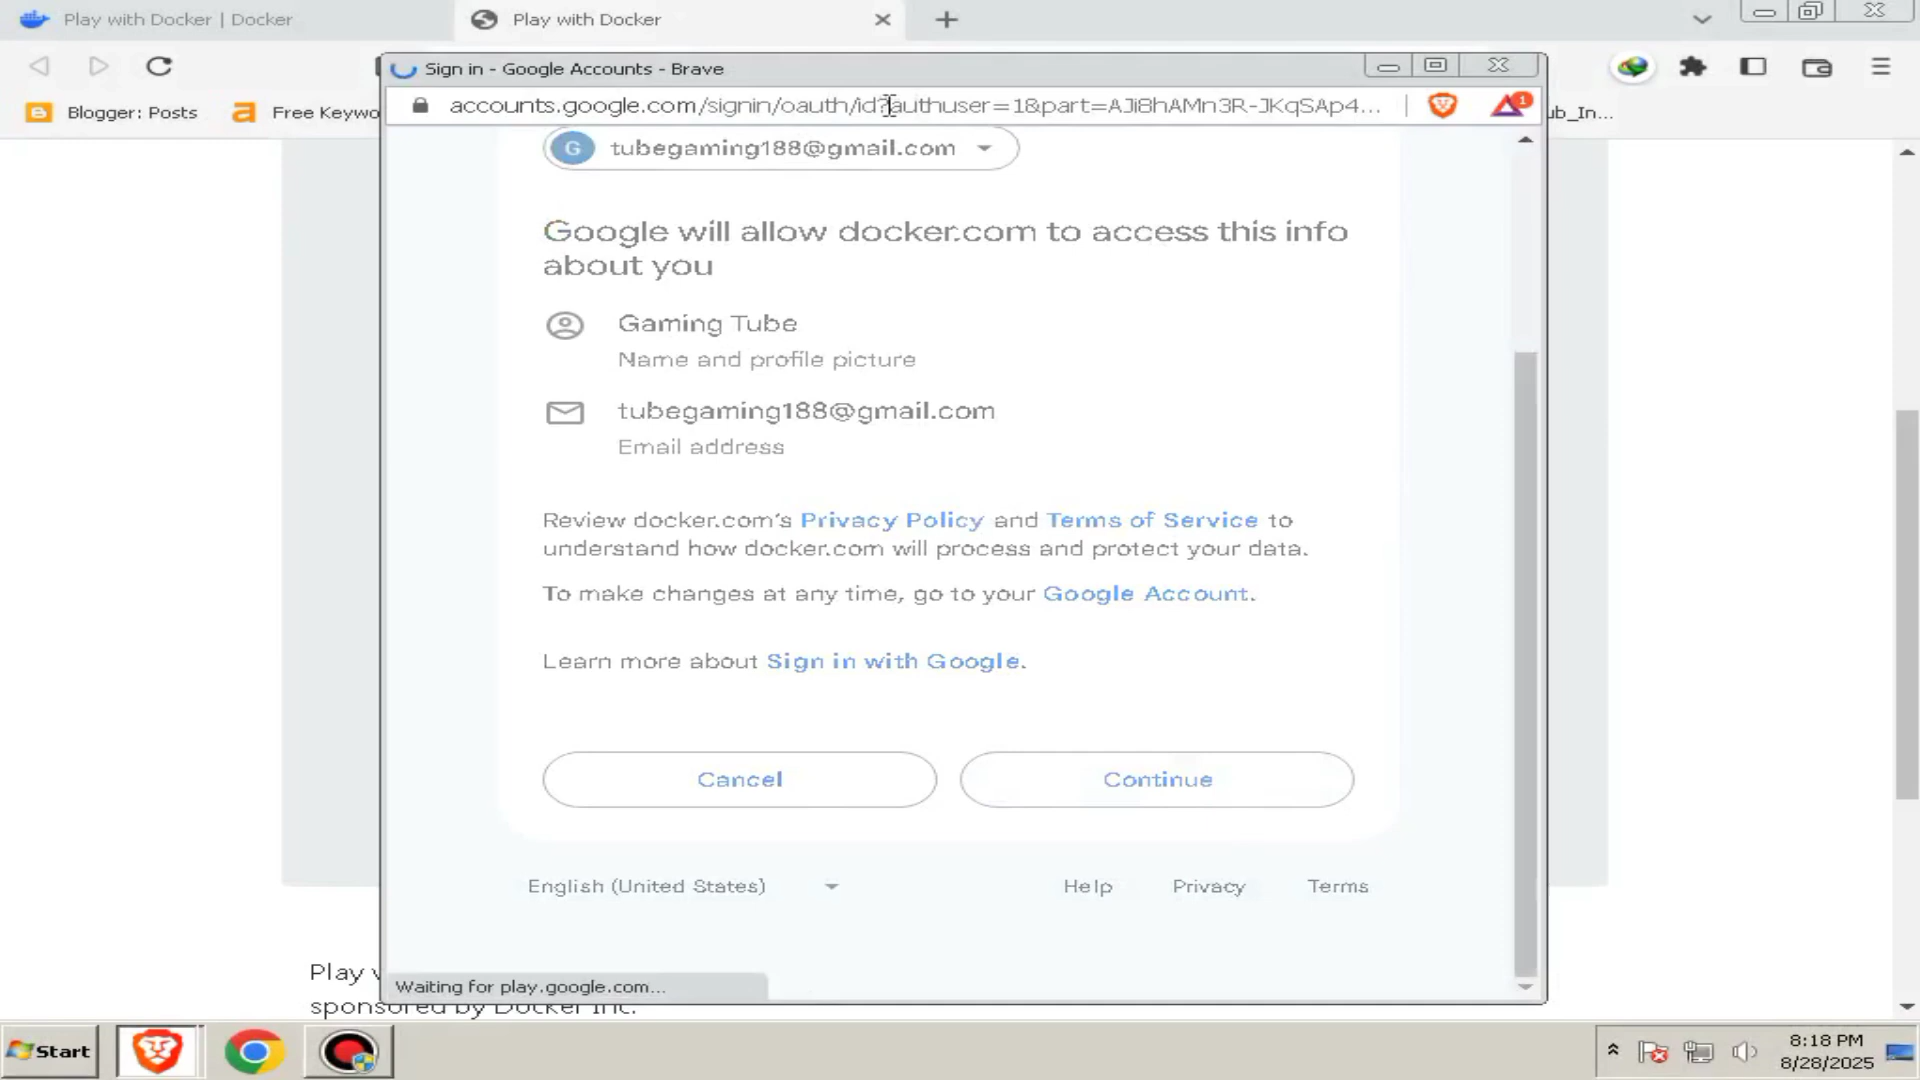 Play with Docker | Docker
Play with Docker
Sign in - Google Accounts - Brave
accounts.google.com/signin/oauth/id?authuser=1&part=AJi8hAMn3R-JKqSAp4...
1
Blogger: Posts
Free Keywo
ub_In...
G
tubegaming188@gmail.com
Google will allow docker.com to access this info
about you
Gaming Tube
Name and profile picture
tubegaming188@gmail.com
Email address
Review docker.com's Privacy Policy and Terms of Service to
understand how docker.com will process and protect your data.
To make changes at any time, go to your Google Account.
Learn more about Sign in with Google.
Cancel
Continue
English (United States)
Help
Privacy
Terms
Play w
sponsored by Docker Inc.
Waiting for play.google.com...
Start
8:18 PM
8/28/2025